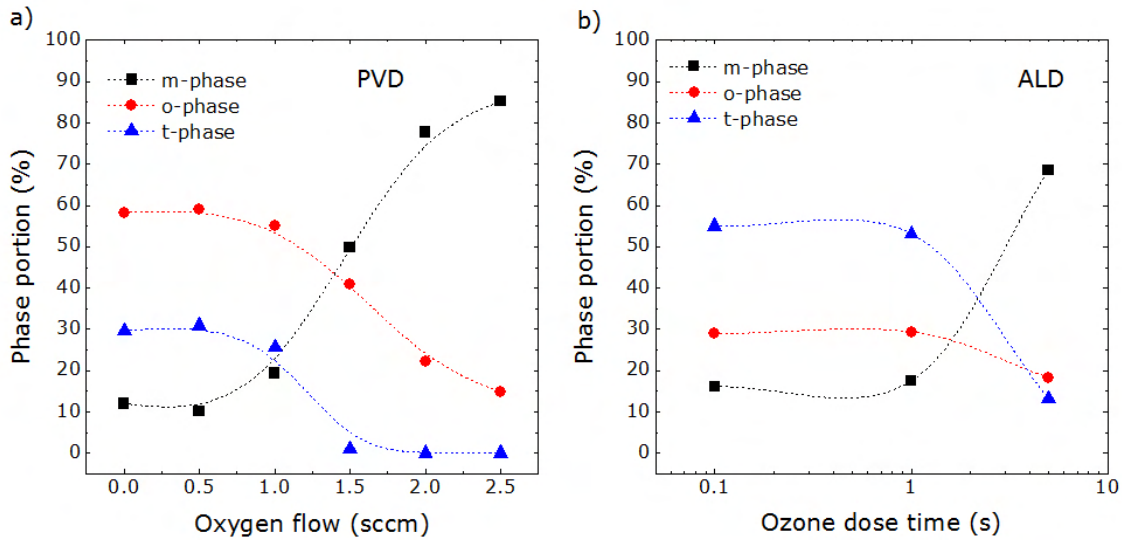 a)
100
90
80
70
60
50
40
30
20
10
0
Phase portion (%)
m-phase
o-phase
t-phase
PVD
0.0 0.5 1.0 1.5 2.0 2.5
Oxygen flow (sccm)
b)
100
90
80
70
60
50
40
30
20
10
0
Phase portion (%)
m-phase
o-phase
t-phase
ALD
0.1 1 10
Ozone dose time (s)